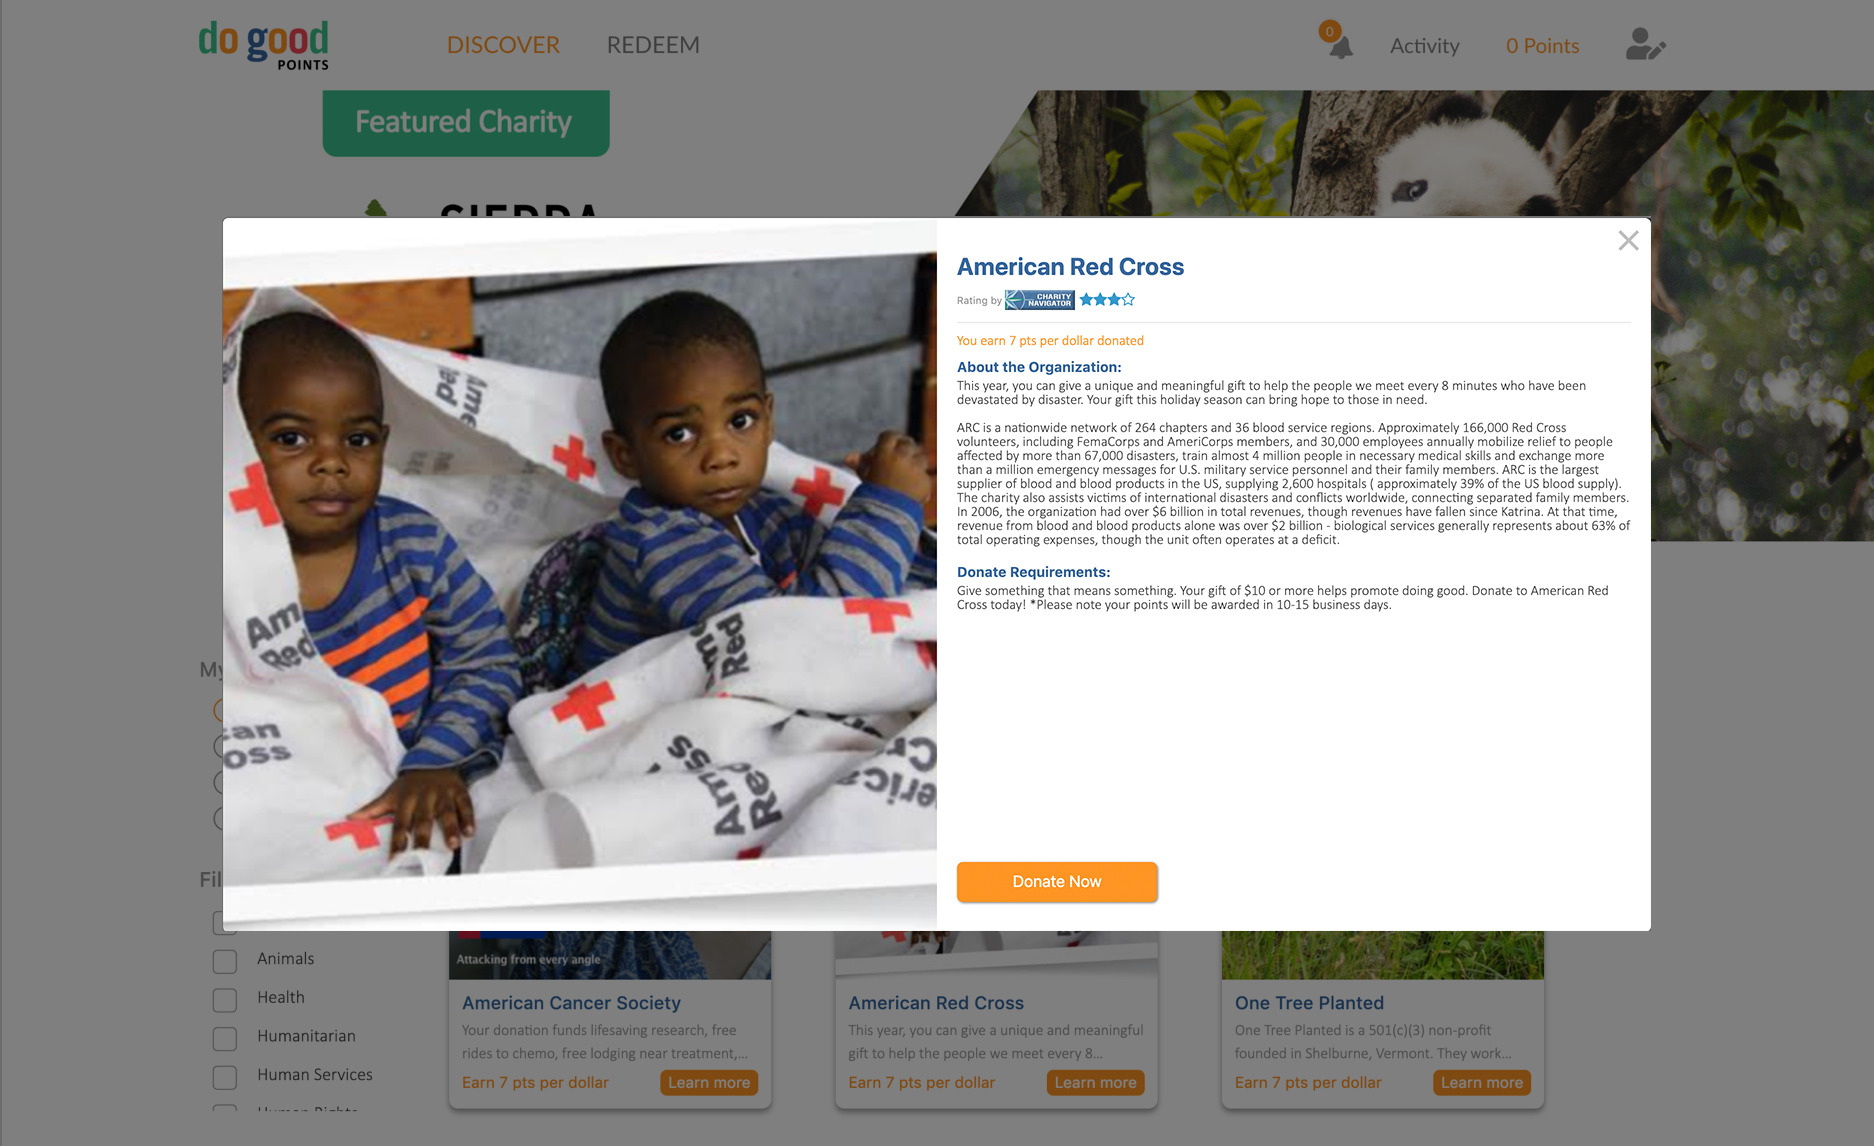 do good
POINTS
DISCOVER
REDEEM
0
Activity
0 Points
Featured Charity
SIERRA
American Red Cross
Rating by CHARITY NAVIGATOR
You earn 7 pts per dollar donated
About the Organization:
This year, you can give a unique and meaningful gift to help the people we meet every 8 minutes who have been
devastated by disaster. Your gift this holiday season can bring hope to those in need.
ARC is a nationwide network of 264 chapters and 36 blood service regions. Approximately 166,000 Red Cross
volunteers, including FemaCorps and AmeriCorps members, and 30,000 employees annually mobilize relief to people
affected by more than 67,000 disasters, train almost 4 million people in necessary medical skills and exchange more
than a million emergency messages for U.S. military service personnel and their family members. ARC is the largest
supplier of blood and blood products in the US, supplying 2,600 hospitals ( approximately 39% of the US blood supply).
The charity also assists victims of international disasters and conflicts worldwide, connecting separated family members.
In 2006, the organization had over $6 billion in total revenues, though revenues have fallen since Katrina. At that time,
revenue from blood and blood products alone was over $2 billion - biological services generally represents about 63% of
total operating expenses, though the unit often operates at a deficit.
Donate Requirements:
Give something that means something. Your gift of $10 or more helps promote doing good. Donate to American Red
Cross today! *Please note your points will be awarded in 10-15 business days.
Donate Now
Am
Red
can
oss
Red
Red
erica
Cr
My
Fil
Animals
Health
Humanitarian
Human Services
Human Rights
Attacking from every angle
American Cancer Society
Your donation funds lifesaving research, free
rides to chemo, free lodging near treatment,...
Earn 7 pts per dollar
Learn more
American Red Cross
This year, you can give a unique and meaningful
gift to help the people we meet every 8...
Earn 7 pts per dollar
Learn more
One Tree Planted
One Tree Planted is a 501(c)(3) non-profit
founded in Shelburne, Vermont. They work...
Earn 7 pts per dollar
Learn more